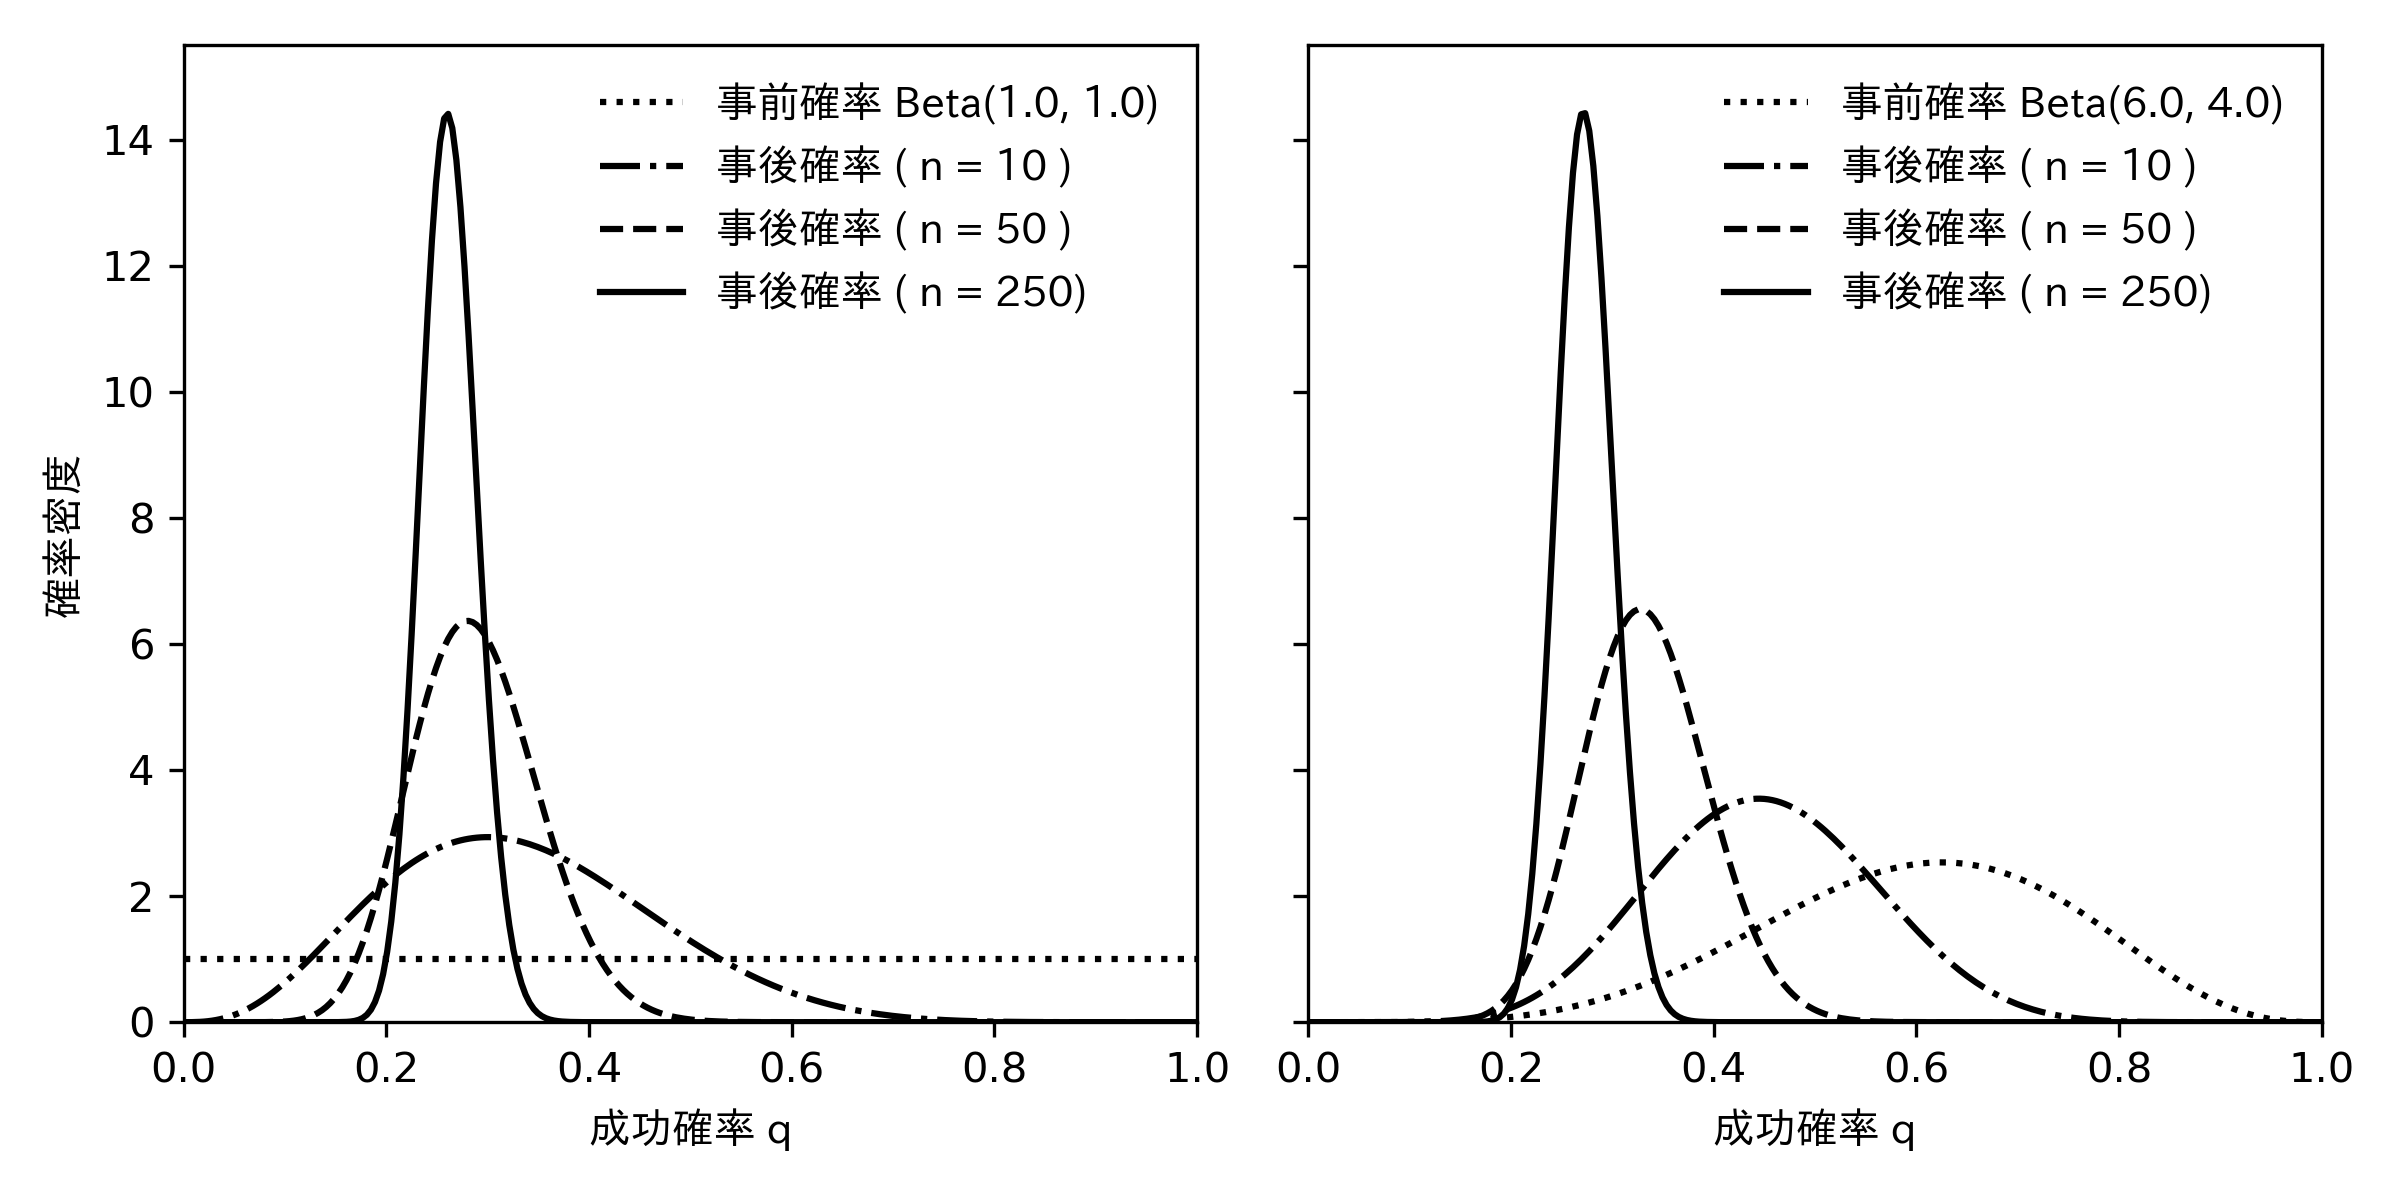 事前確率 Beta(1.0, 1.0)
事後確率 ( n = 10 )
事後確率 ( n = 50 )
事後確率 ( n = 250)
14
12
10
8
6
4
2
0
確率密度
0.0 0.2 0.4 0.6 0.8 1.0
成功確率 q
事前確率 Beta(6.0, 4.0)
事後確率 ( n = 10 )
事後確率 ( n = 50 )
事後確率 ( n = 250)
0.0 0.2 0.4 0.6 0.8 1.0
成功確率 q